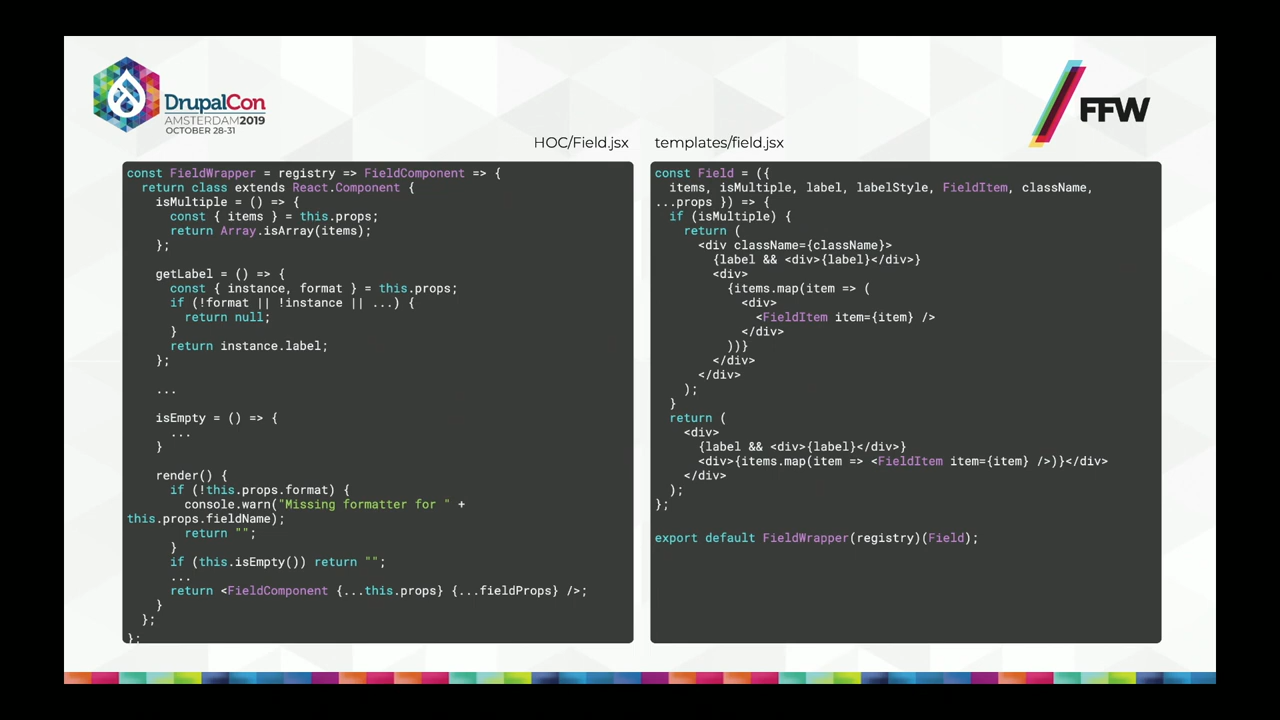 DrupalCon
AMSTERDAM2019
OCTOBER 28-31
FFW
HOC/Field.jsx
const FieldWrapper = registry => FieldComponent => {
  return class extends React.Component {
    isMultiple = () => {
      const { items } = this.props;
      return Array.isArray(items);
    };

    getLabel = () => {
      const { instance, format } = this.props;
      if (!format || !instance || ...) {
        return null;
      }
      return instance.label;
    };

    ...

    isEmpty = () => {
      ...
    }

    render() {
      if (!this.props.format) {
        console.warn("Missing formatter for " +
this.props.fieldName);
        return "";
      }
      if (this.isEmpty()) return "";
      ...
      return <FieldComponent {...this.props} {...fieldProps} />;
    }
  };
};
templates/field.jsx
const Field = ({
  items, isMultiple, label, labelStyle, FieldItem, className,
...props }) => {
  if (isMultiple) {
    return (
      <div className={className}>
        {label && <div>{label}</div>}
        <div>
          {items.map(item => (
            <div>
              <FieldItem item={item} />
            </div>
          ))}
        </div>
      </div>
    );
  }
  return (
    <div>
      {label && <div>{label}</div>}
      <div>{items.map(item => <FieldItem item={item} />)}</div>
    </div>
  );
};

export default FieldWrapper(registry)(Field);